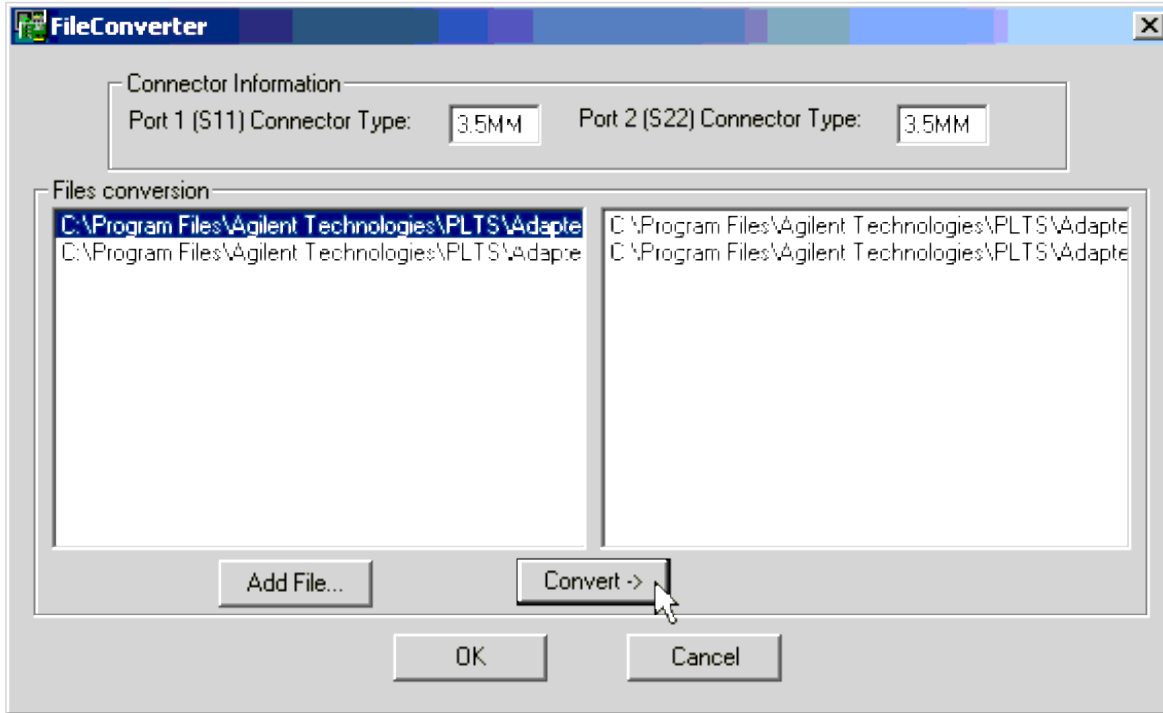 FileConverter
Connector Information
Port 1 (S11) Connector Type: 3.5MM Port 2 (S22) Connector Type: 3.5MM
Files conversion
C:\Program Files\Agilent Technologies\PLTS\Adapte C:\Program Files\Agilent Technologies\PLTS\Adapte
C:\Program Files\Agilent Technologies\PLTS\Adapte C:\Program Files\Agilent Technologies\PLTS\Adapte
Add File... Convert ->
OK Cancel